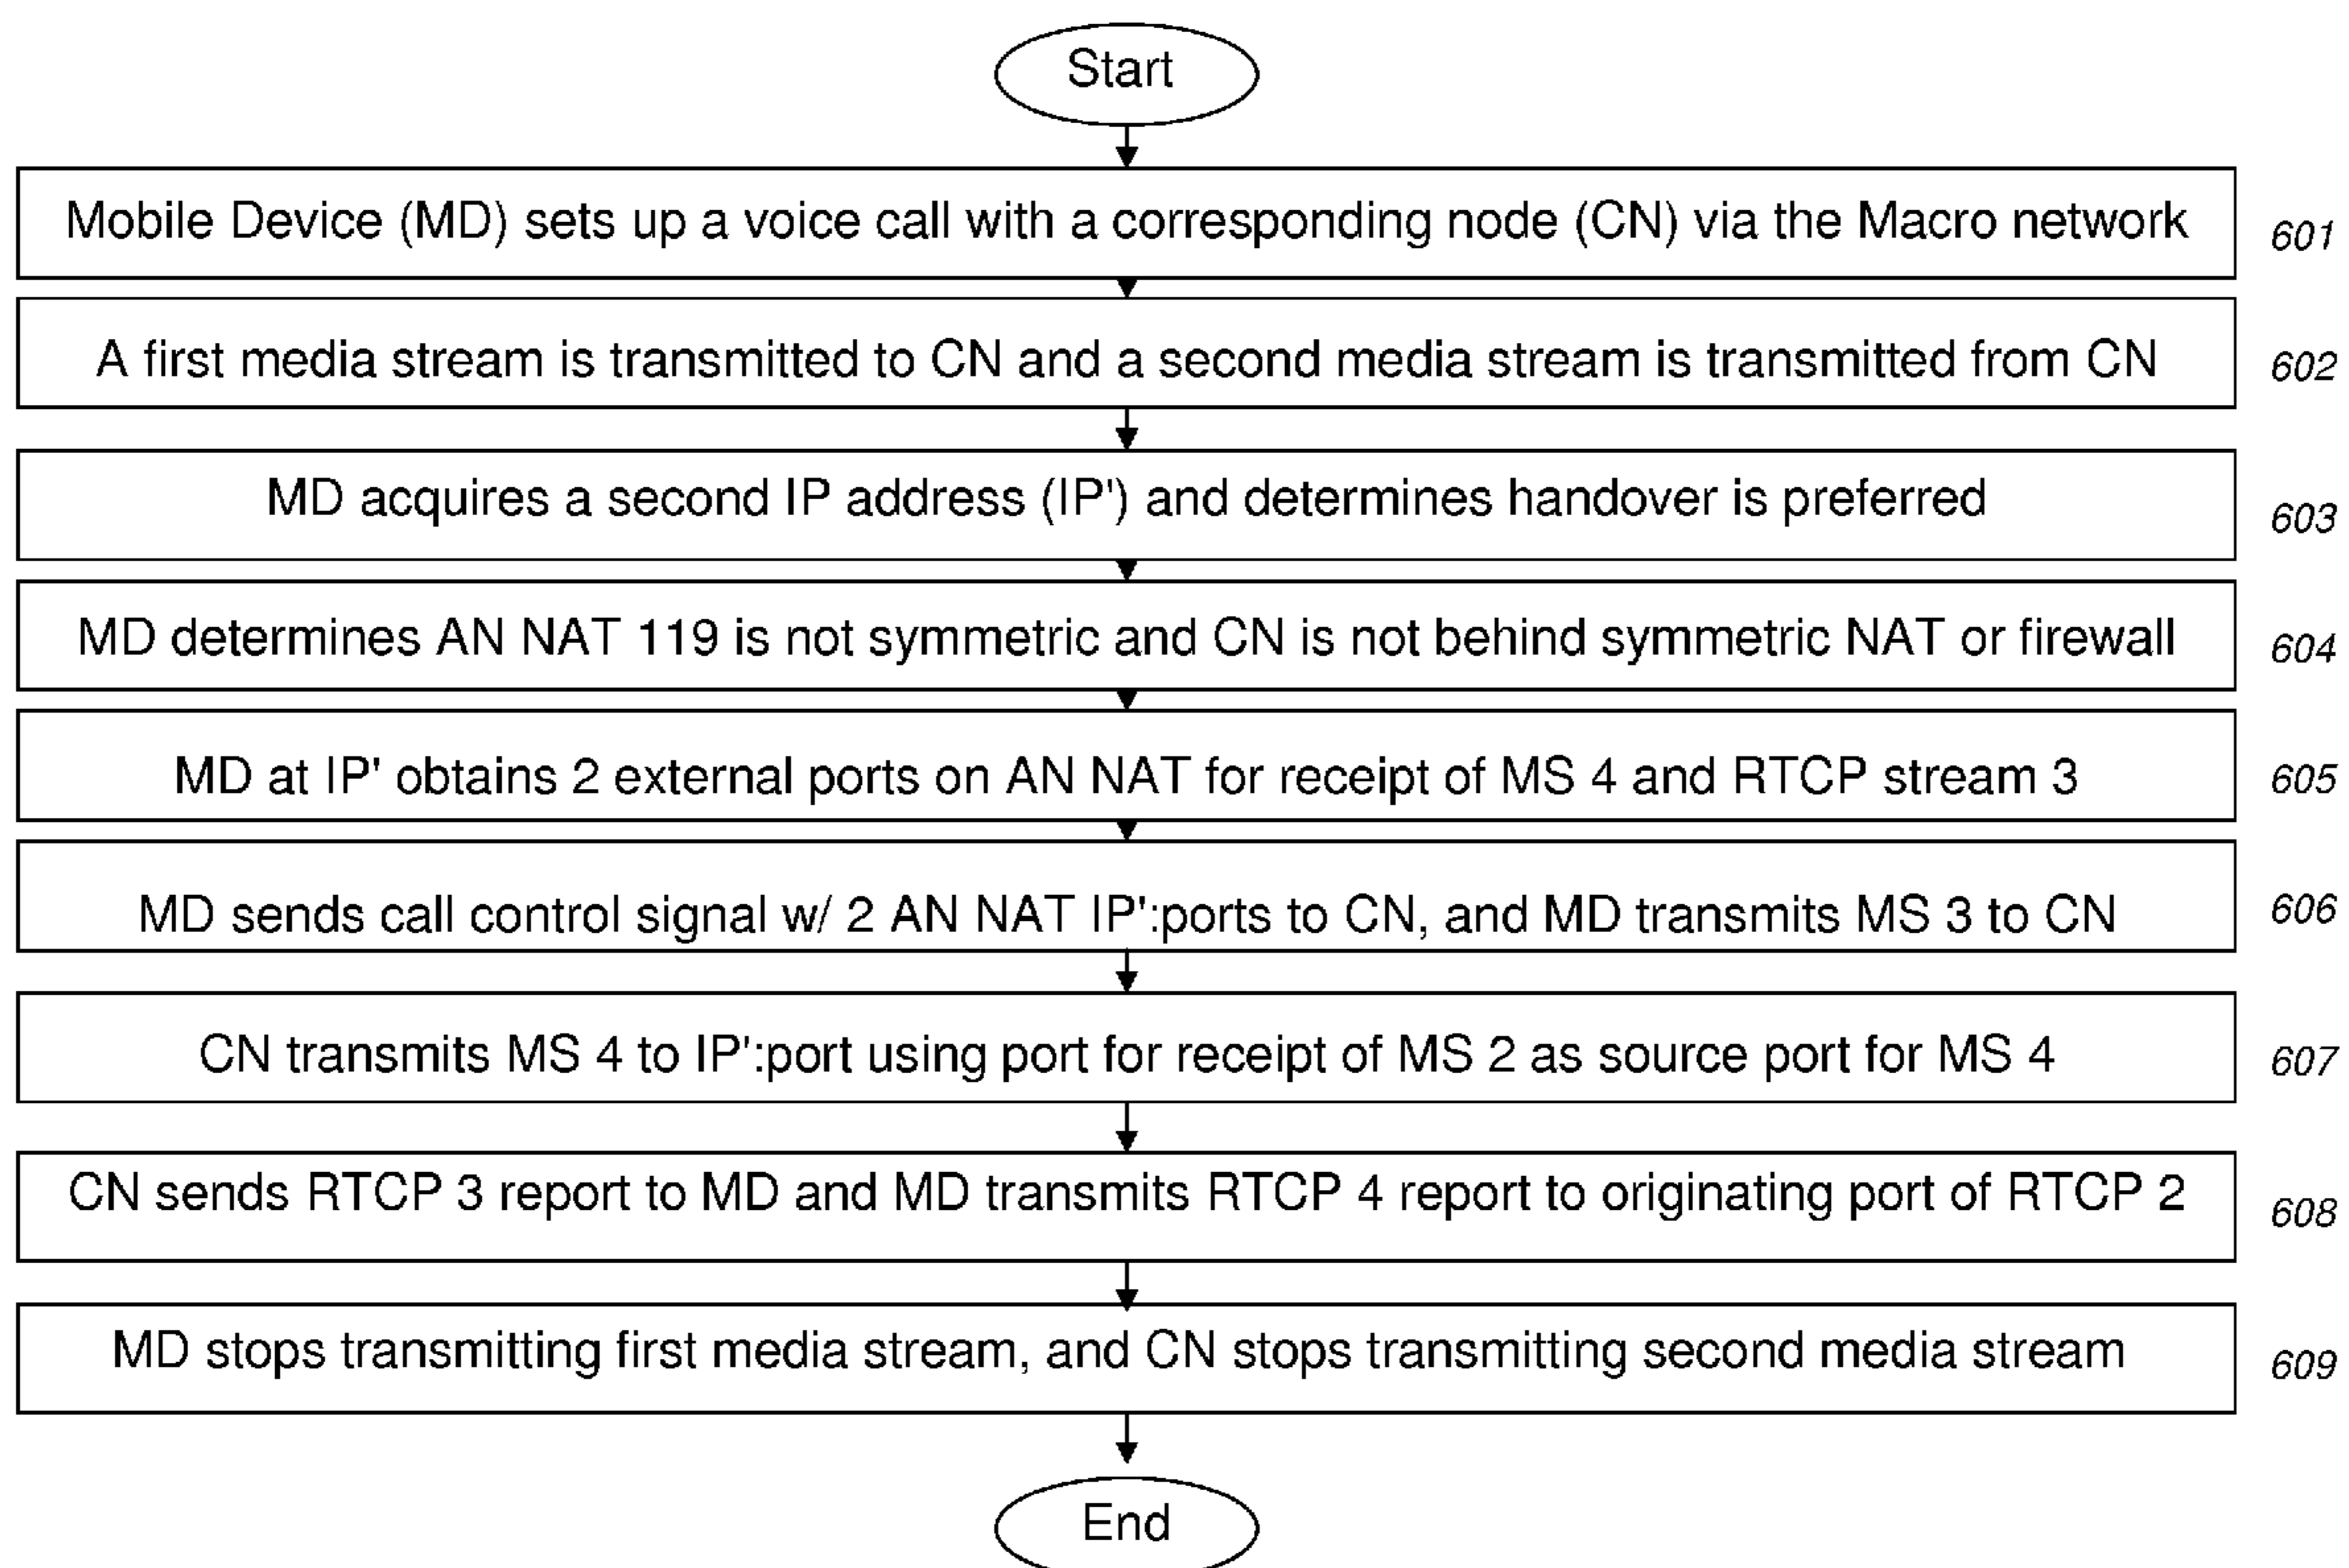 Start
Mobile Device (MD) sets up a voice call with a corresponding node (CN) via the Macro network
601
A first media stream is transmitted to CN and a second media stream is transmitted from CN
602
MD acquires a second IP address (IP') and determines handover is preferred
603
MD determines AN NAT 119 is not symmetric and CN is not behind symmetric NAT or firewall
604
MD at IP' obtains 2 external ports on AN NAT for receipt of MS 4 and RTCP stream 3
605
MD sends call control signal w/ 2 AN NAT IP':ports to CN, and MD transmits MS 3 to CN
606
CN transmits MS 4 to IP':port using port for receipt of MS 2 as source port for MS 4
607
CN sends RTCP 3 report to MD and MD transmits RTCP 4 report to originating port of RTCP 2
608
MD stops transmitting first media stream, and CN stops transmitting second media stream
609
End